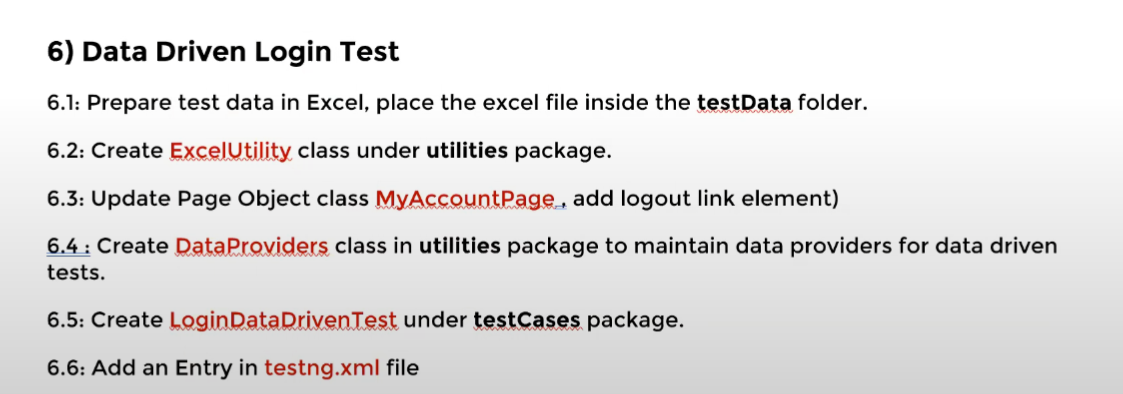 6) Data Driven Login Test
6.1: Prepare test data in Excel, place the excel file inside the testData folder.
6.2: Create ExcelUtility class under utilities package.
6.3: Update Page Object class MyAccountPage , add logout link element)
6.4 : Create DataProviders class in utilities package to maintain data providers for data driven
tests.
6.5: Create LoginDataDrivenTest under testCases package.
6.6: Add an Entry in testng.xml file